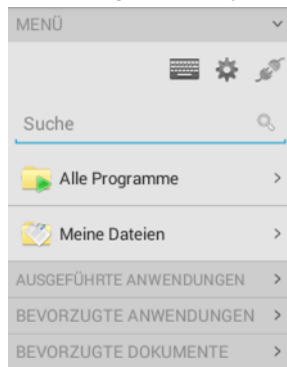 MENÜ
Suche
Alle Programme
Meine Dateien
AUSGEFÜHRTE ANWENDUNGEN
BEVORZUGTE ANWENDUNGEN
BEVORZUGTE DOKUMENTE